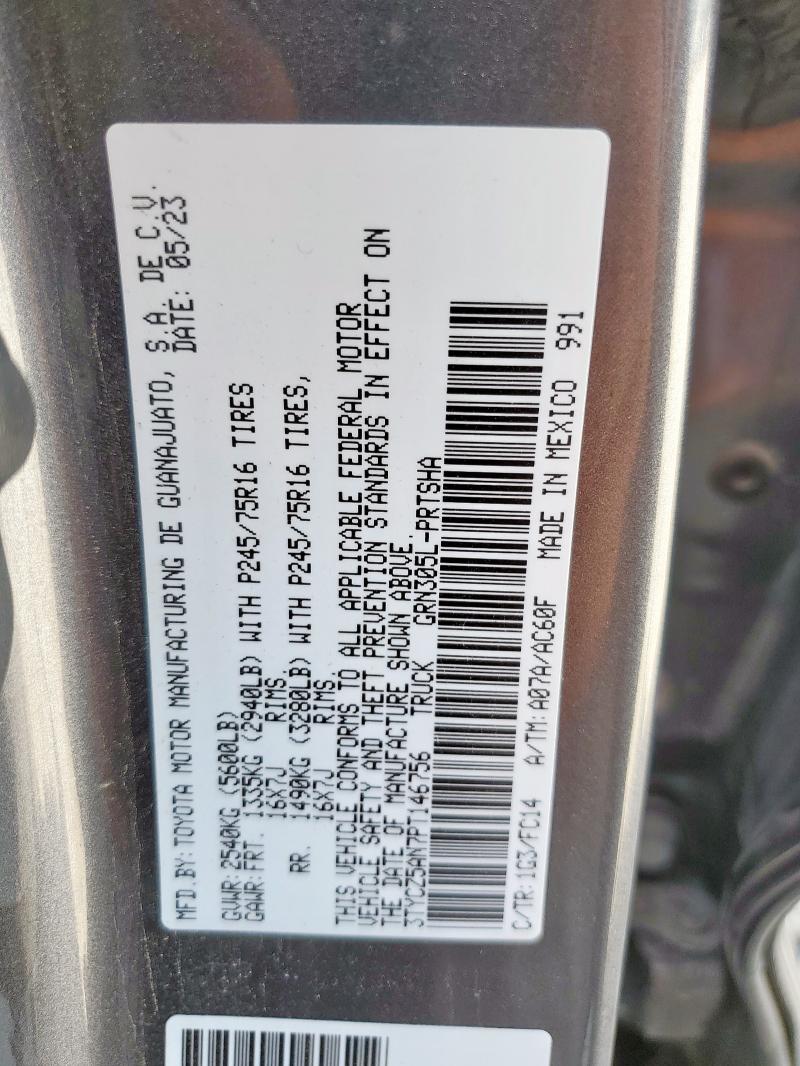 MFD.BY: TOYOTA MOTOR MANUFACTURING DE GUANAJUATO, S.A. DE C.V.
DATE: 05/23
GVWR: 2540KG (5600LB)
GAWR: FRT. 1335KG (2940LB) WITH P245/75R16 TIRES
16X7J RIMS.
RR. 1490KG (3280LB) WITH P245/75R16 TIRES,
16X7J RIMS.
THIS VEHICLE CONFORMS TO ALL APPLICABLE FEDERAL MOTOR
VEHICLE SAFETY AND THEFT PREVENTION STANDARDS IN EFFECT ON
THE DATE OF MANUFACTURE SHOWN ABOVE.
3TYCZ5AN7PT146756 TRUCK GRN305L-PRTSHA
C/TR: 1G3/FC14 A/TM: A07A/AC60F MADE IN MEXICO 991